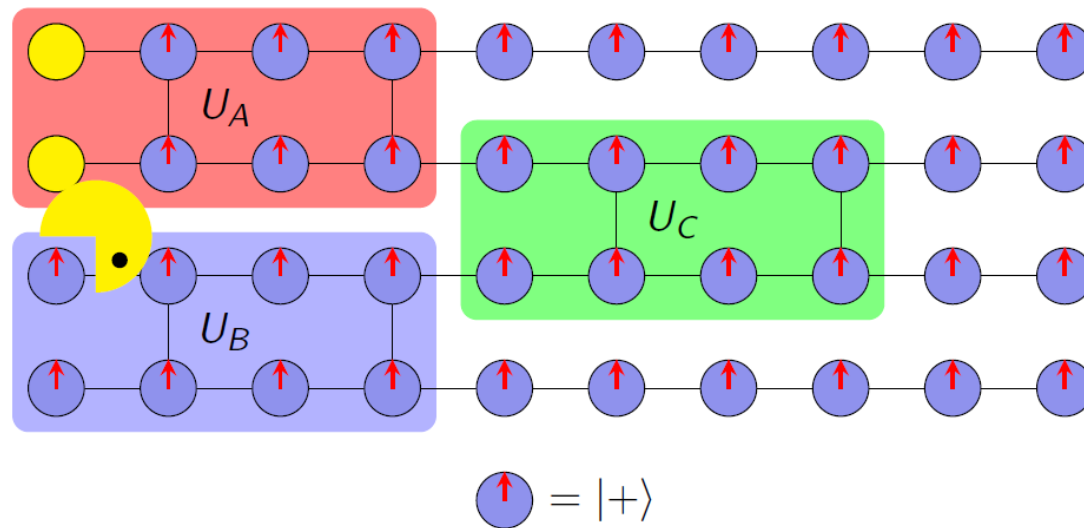 U_A
U_C
U_B
= |+⟩